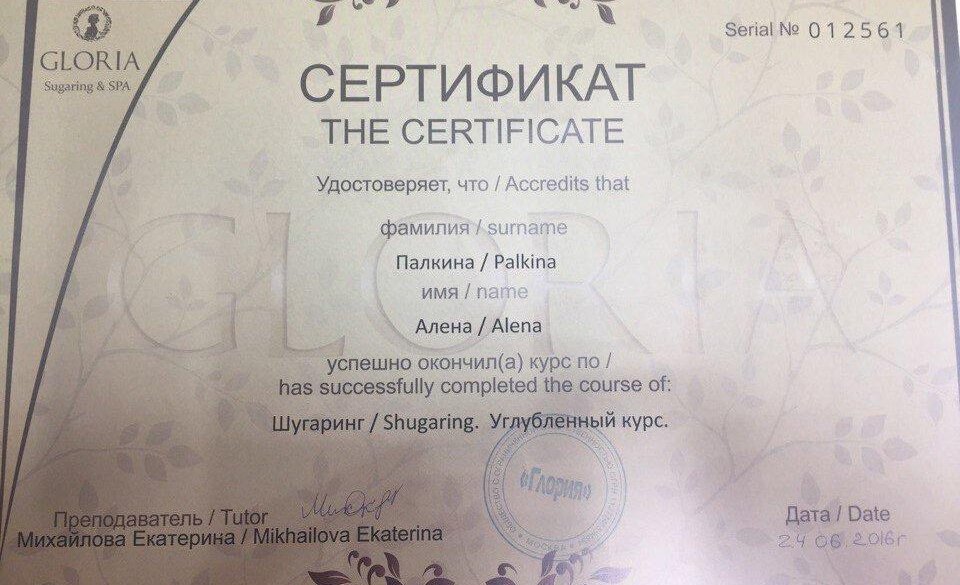 GLORIA
Sugaring & SPA
Serial № 012561
СЕРТИФИКАТ
THE CERTIFICATE
Удостоверяет, что / Accredits that
фамилия / surname
Палкина / Palkina
имя / name
Алена / Alena
успешно окончил(а) курс по /
has successfully completed the course of:
Шугаринг / Shugaring. Углубленный курс.
«Глория»
Преподаватель / Tutor
Михайлова Екатерина / Mikhailova Ekaterina
Дата / Date
24 06. 2016г
GLORIA